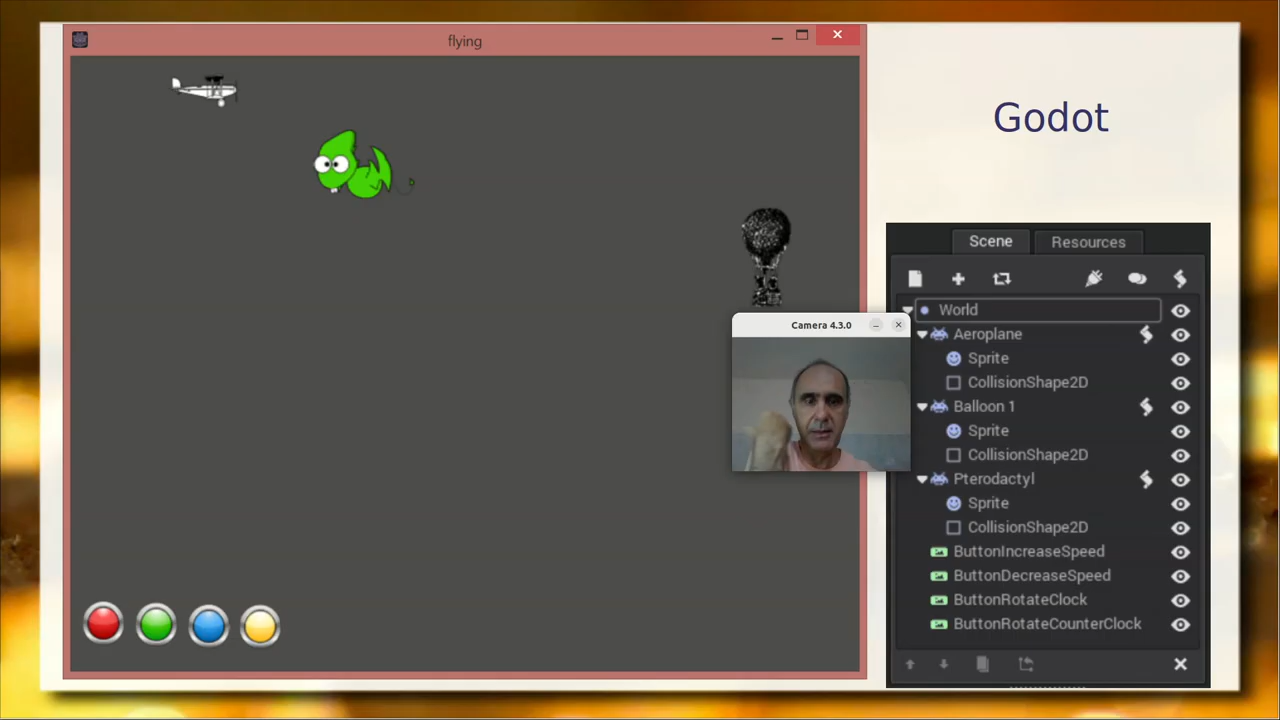 flying
Godot
Scene
Resources
World
Aeroplane
Sprite
CollisionShape2D
Balloon 1
Sprite
CollisionShape2D
Pterodactyl
Sprite
CollisionShape2D
ButtonIncreaseSpeed
ButtonDecreaseSpeed
ButtonRotateClock
ButtonRotateCounterClock
Camera 4.3.0